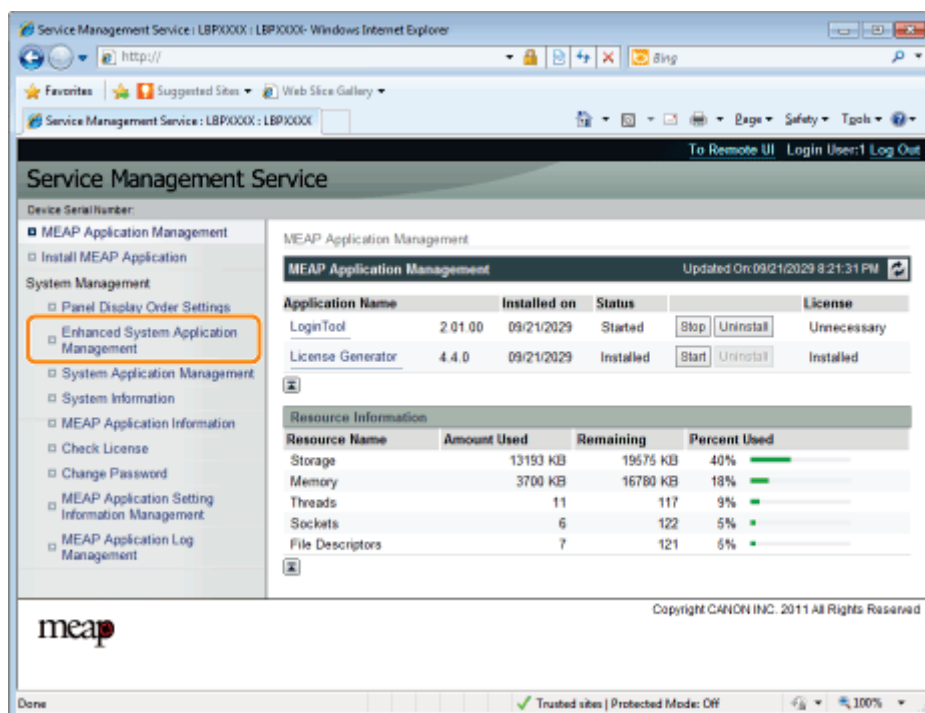 Service Management Service : LBPXXXX : LBPXXXX- Windows Internet Explorer
http://
Bing
Favorites Suggested Sites Web Slice Gallery
Service Management Service : LBPXXXX : LBPXXXX
Page Safety Tools
To Remote UI Login User:1 Log Out
Service Management Service
Device Serial Number:
MEAP Application Management
Install MEAP Application
System Management
Panel Display Order Settings
Enhanced System Application
Management
System Application Management
System Information
MEAP Application Information
Check License
Change Password
MEAP Application Setting
Information Management
MEAP Application Log
Management
MEAP Application Management
MEAP Application Management Updated On:09/21/2029 8:21:31 PM
Application Name Installed on Status License
LoginTool 2.01.00 09/21/2029 Started Stop Uninstall Unnecessary
License Generator 4.4.0 09/21/2029 Installed Start Uninstall Installed
Resource Information
Resource Name Amount Used Remaining Percent Used
Storage 13193 KB 19575 KB 40%
Memory 3700 KB 16780 KB 18%
Threads 11 117 9%
Sockets 6 122 5%
File Descriptors 7 121 6%
Copyright CANON INC. 2011 All Rights Reserved
meap
Done Trusted sites | Protected Mode: Off 100%